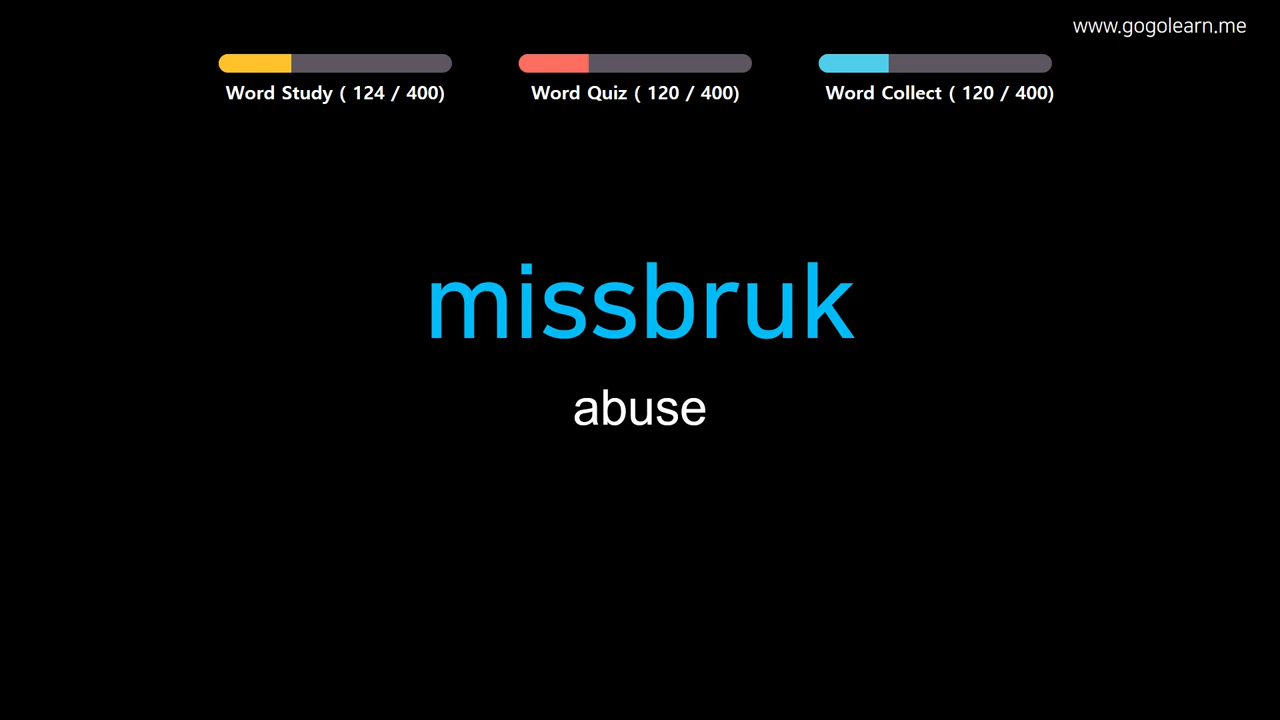 www.gogolearn.me
Word Study ( 124 / 400)
Word Quiz ( 120 / 400)
Word Collect ( 120 / 400)
missbruk
abuse